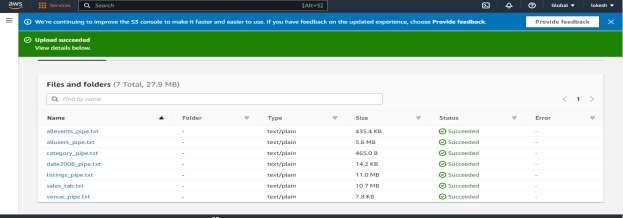 aws
Services
Search
[Alt+S]
Global
lokesh
We're continuing to improve the S3 console to make it faster and easier to use. If you have feedback on the updated experience, choose Provide feedback.
Provide feedback
Upload succeeded
View details below.
Files and folders (7 Total, 27.9 MB)
Find by name
1
Name Folder Type Size Status Error
allevents_pipe.txt - text/plain 435.4 KB Succeeded -
allusers_pipe.txt - text/plain 5.6 MB Succeeded -
category_pipe.txt - text/plain 465.0 B Succeeded -
date2008_pipe.txt - text/plain 14.2 KB Succeeded -
listings_pipe.txt - text/plain 11.0 MB Succeeded -
sales_tab.txt - text/plain 10.7 MB Succeeded -
venue_pipe.txt - text/plain 7.8 KB Succeeded -